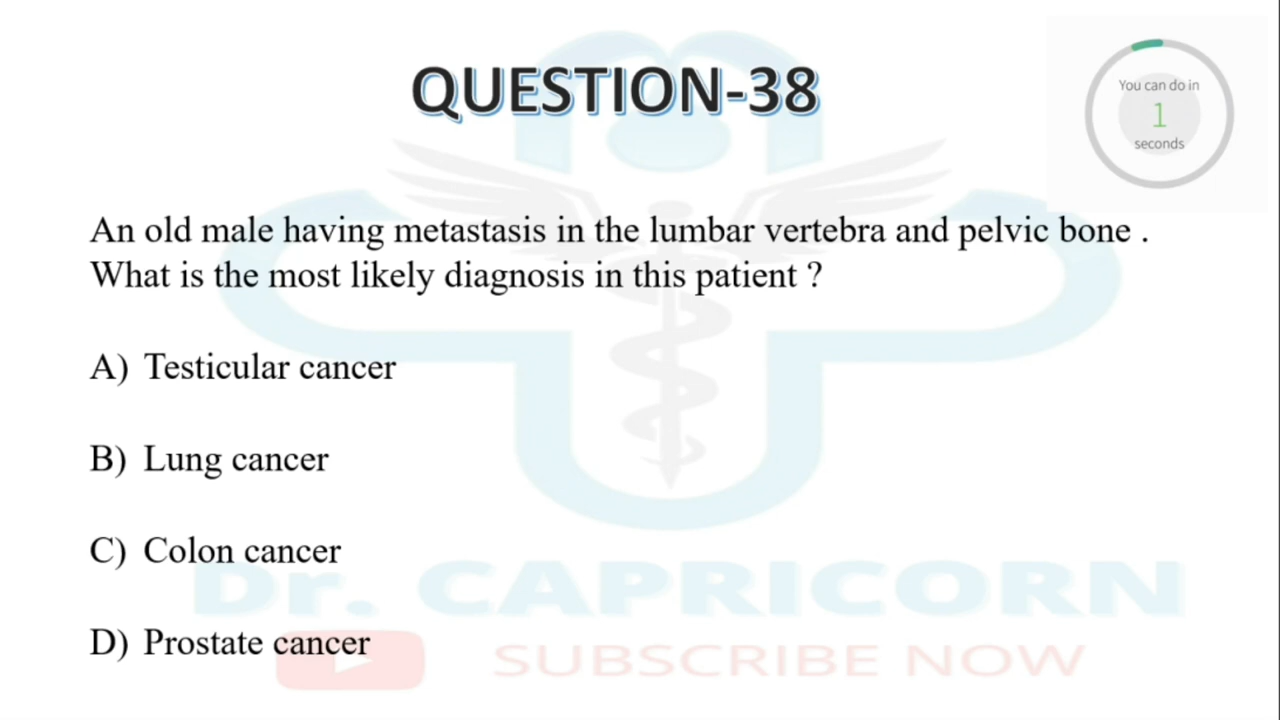 QUESTION-38
You can do in
1
seconds
An old male having metastasis in the lumbar vertebra and pelvic bone .
What is the most likely diagnosis in this patient ?
A) Testicular cancer
B) Lung cancer
C) Colon cancer
D) Prostate cancer
Dr. CAPRICORN
SUBSCRIBE NOW